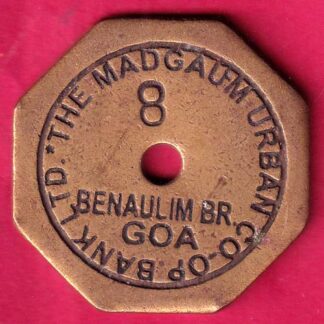 *THE MADGAUM URBAN CO-OP BANK LTD.
8
BENAULIM BR.
GOA